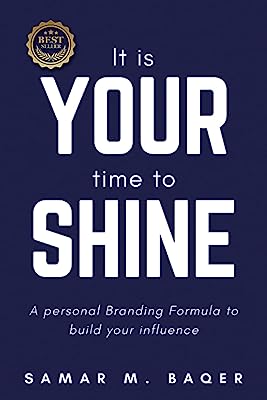 BEST
SELLER
It is
YOUR
time to
SHINE
A personal Branding Formula to
build your influence
SAMAR M. BAQER